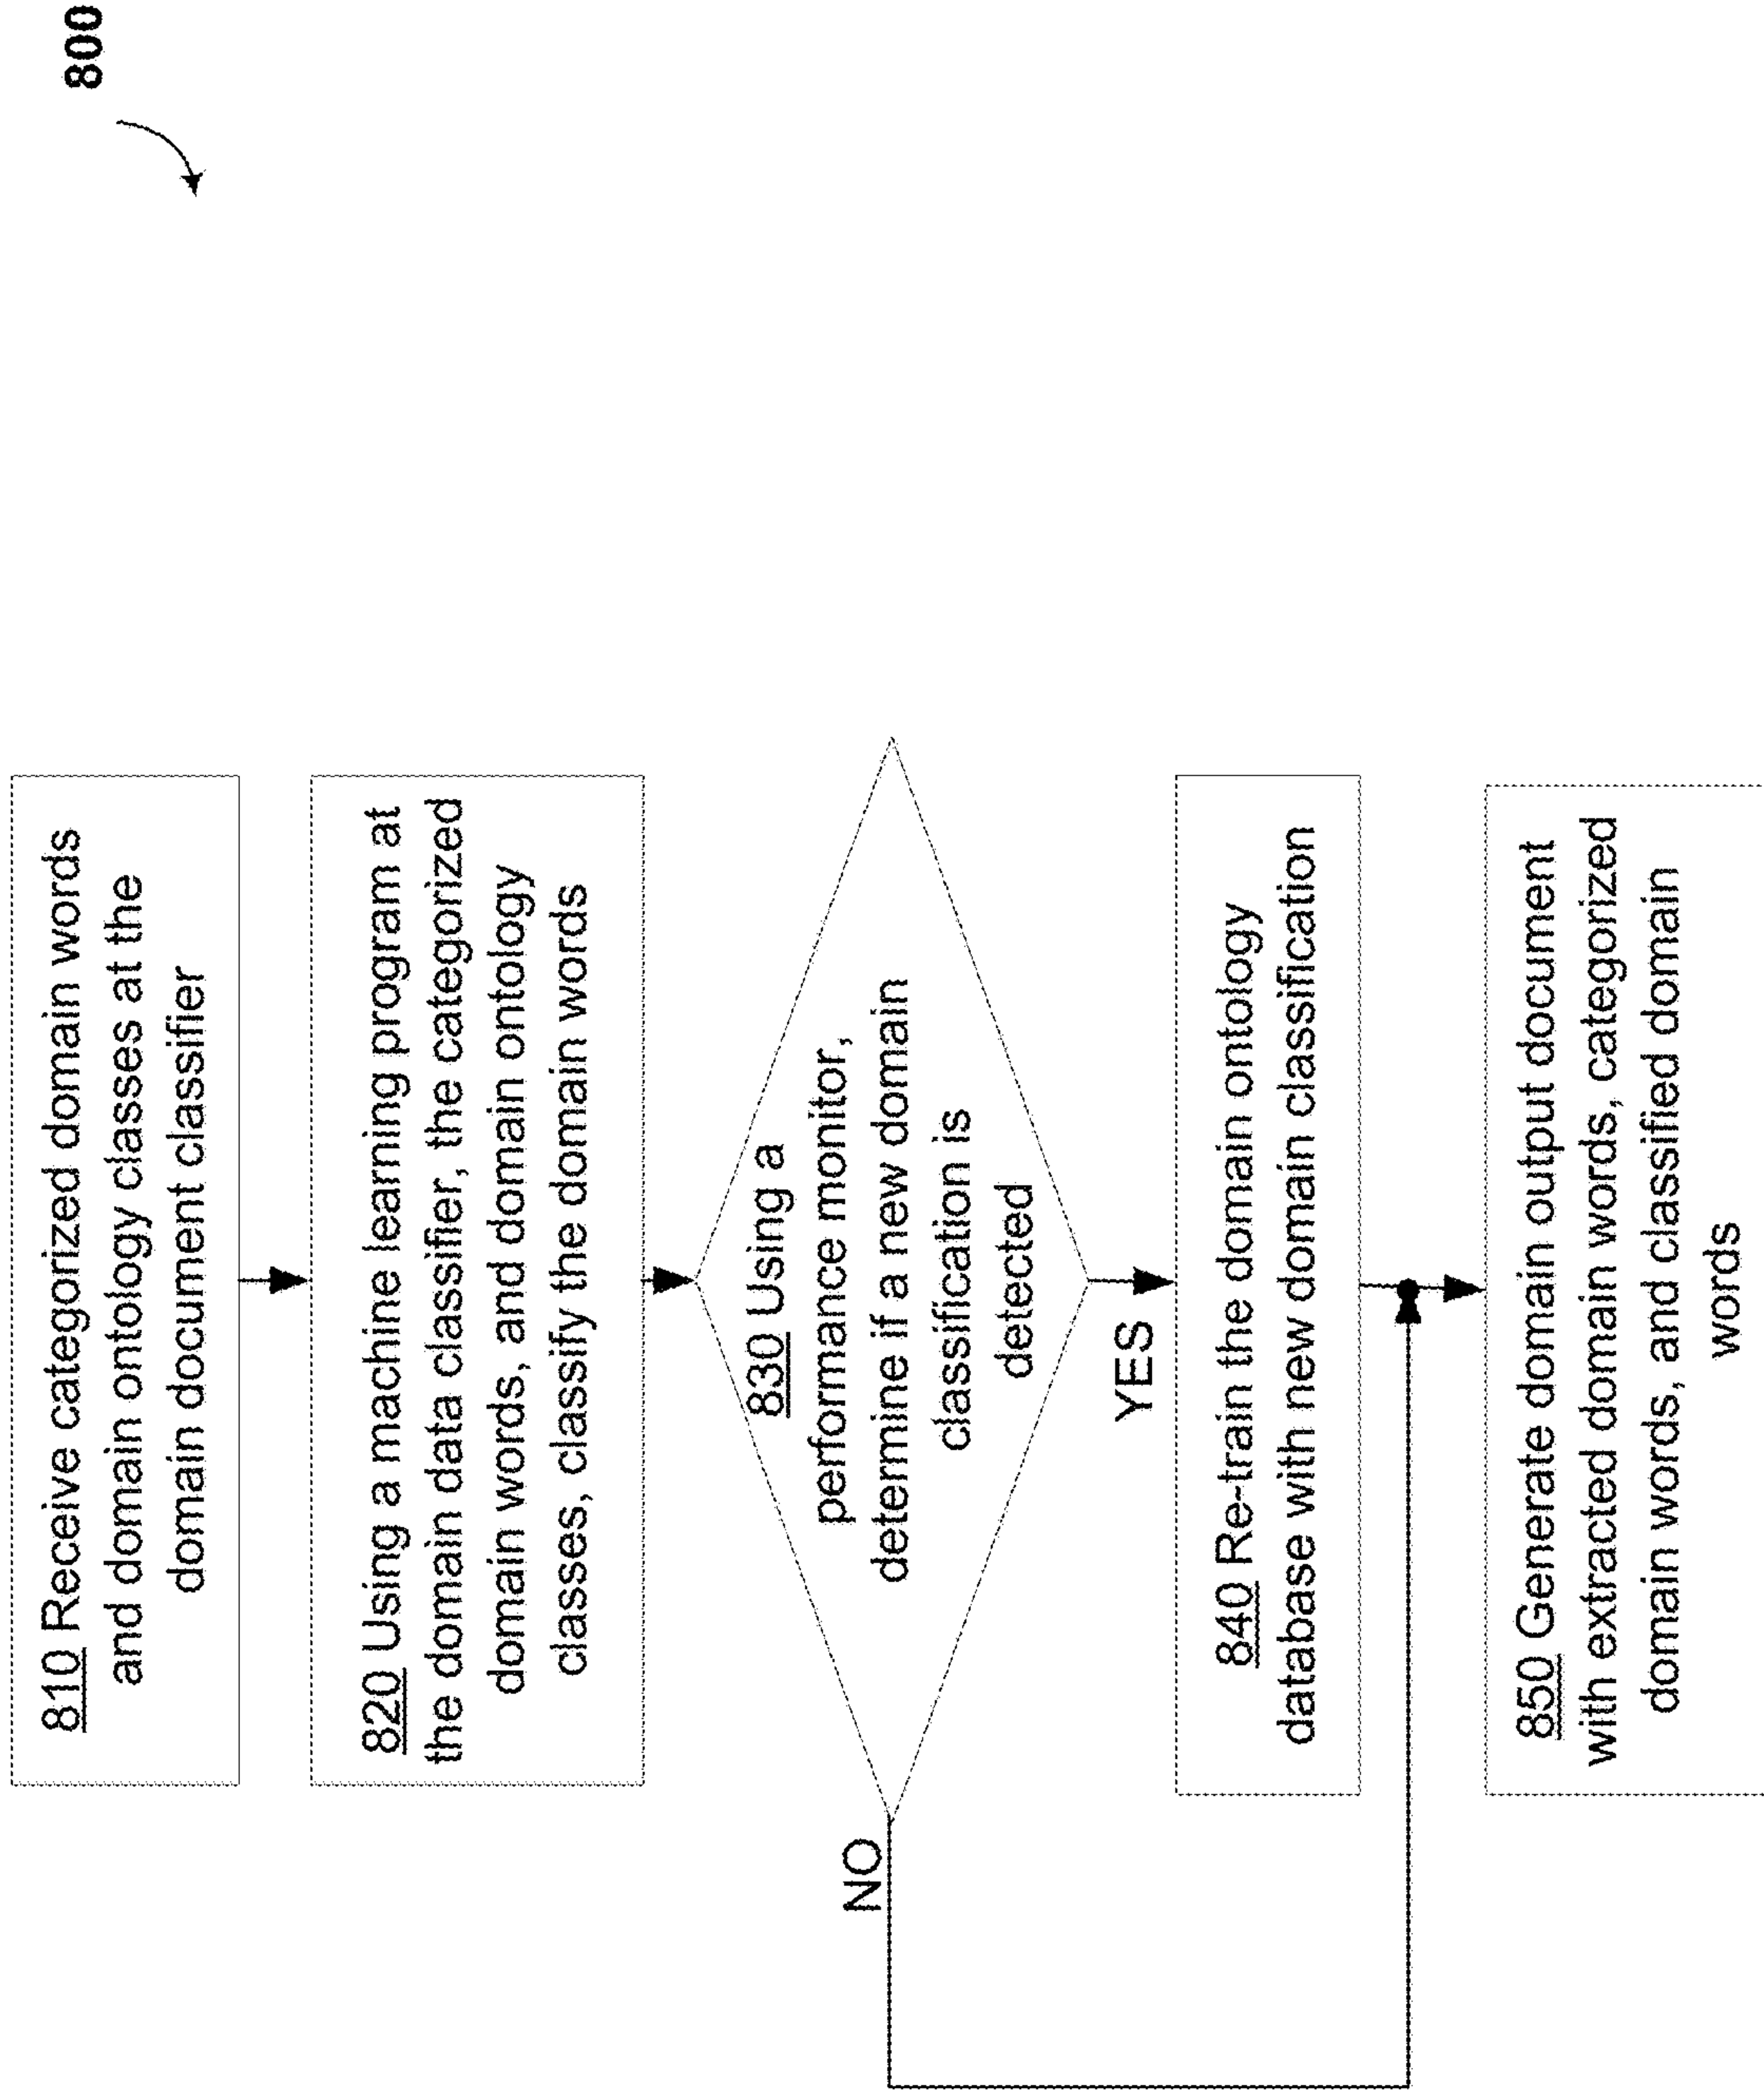 800
810 Receive categorized domain words
and domain ontology classes at the
domain document classifier
820 Using a machine learning program at
the domain data classifier, the categorized
domain words, and domain ontology
classes, classify the domain words
830 Using a
performance monitor,
determine if a new domain
classification is
detected
NO
YES
840 Re-train the domain ontology
database with new domain classification
850 Generate domain output document
with extracted domain words, categorized
domain words, and classified domain
words